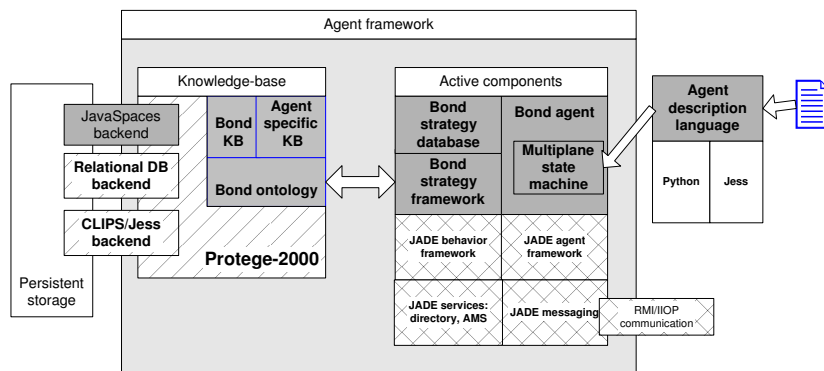 Agent framework
Knowledge-base
Active components
JavaSpaces
backend
Relational DB
backend
CLIPS/Jess
backend
Persistent
storage
Bond
KB
Agent
specific
KB
Bond ontology
Protege-2000
Bond
strategy
database
Bond
strategy
framework
Bond agent
Multiplane
state
machine
JADE behavior
framework
JADE agent
framework
JADE services:
directory, AMS
JADE messaging
RMI/IIOP
communication
Agent
description
language
Python
Jess